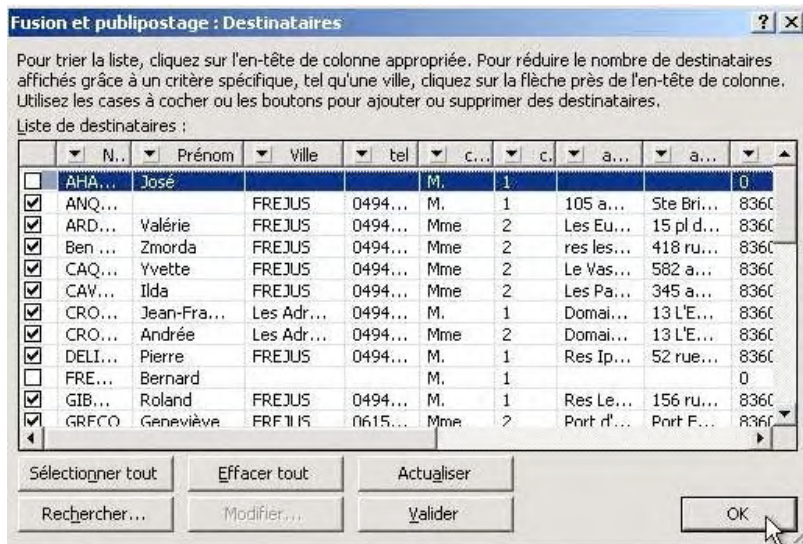 Fusion et publipostage : Destinataires
Pour trier la liste, cliquez sur l'en-tête de colonne appropriée. Pour réduire le nombre de destinataires
affichés grâce à un critère spécifique, tel qu'une ville, cliquez sur la flèche près de l'en-tête de colonne.
Utilisez les cases à cocher ou les boutons pour ajouter ou supprimer des destinataires.
Liste de destinataires :
N... Prénom Ville tel c... c. a... a...
AHA... José M. 1 0
ANQ... FREJUS 0494... M. 1 105 a... Ste Bri... 8360
ARD... Valérie FREJUS 0494... Mme 2 Les Eu... 15 pl d... 8360
Ben ... Zmorda FREJUS 0494... Mme 2 res les... 418 ru... 8360
CAQ... Yvette FREJUS 0494... Mme 2 Le Vas... 582 a... 8360
CAV... Ilda FREJUS 0494... Mme 2 Les Pa... 345 a... 8360
CRO... Jean-Fra... Les Adr... 0494... M. 1 Domai... 13 L'E... 8360
CRO... Andrée Les Adr... 0494... Mme 2 Domai... 13 L'E... 8360
DELI... Pierre FREJUS 0494... M. 1 Res Ip... 52 rue... 8360
FRE... Bernard M. 1 0
GIB... Roland FREJUS 0494... M. 1 Res Le... 156 ru... 8360
GRECO Geneviève FREJUS 0615... Mme 2 Port d'... Port F... 8360
Sélectionner tout Effacer tout Actualiser
Rechercher... Modifier... Valider OK